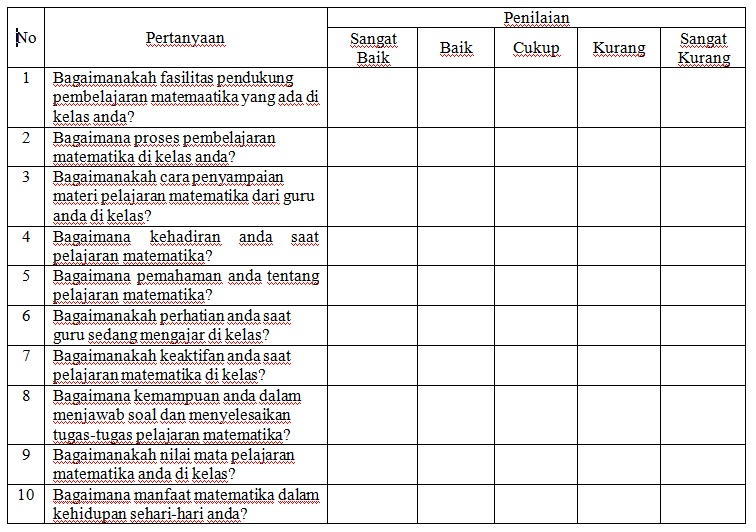 Penilaian
No Pertanyaan
Sangat Baik Baik Cukup Kurang Sangat Kurang
1 Bagaimanakah fasilitas pendukung
pembelajaran matemaatika yang ada di
kelas anda?
2 Bagaimana proses pembelajaran
matematika di kelas anda?
3 Bagaimanakah cara penyampaian
materi pelajaran matematika dari guru
anda di kelas?
4 Bagaimana kehadiran anda saat
pelajaran matematika?
5 Bagaimana pemahaman anda tentang
pelajaran matematika?
6 Bagaimanakah perhatian anda saat
guru sedang mengajar di kelas?
7 Bagaimanakah keaktifan anda saat
pelajaran matematika di kelas?
8 Bagaimana kemampuan anda dalam
menjawab soal dan menyelesaikan
tugas-tugas pelajaran matematika?
9 Bagaimanakah nilai mata pelajaran
matematika anda di kelas?
10 Bagaimana manfaat matematika dalam
kehidupan sehari-hari anda?